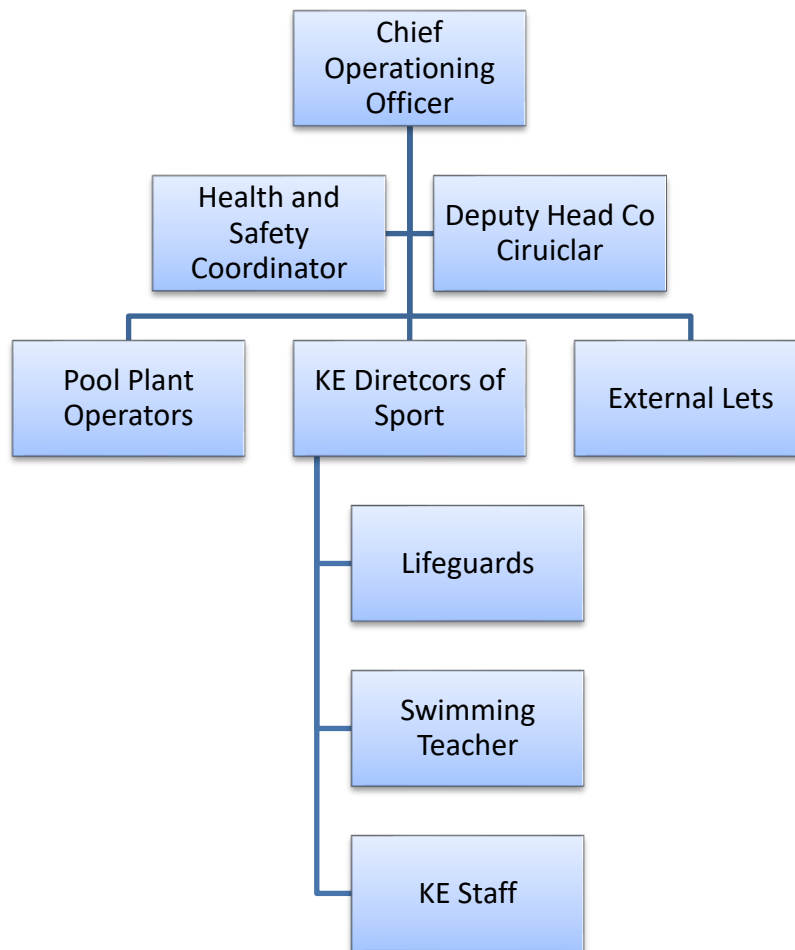 Chief
Operationing
Officer
Health and
Safety
Coordinator
Deputy Head Co
Ciruiclar
Pool Plant
Operators
KE Diretcors of
Sport
External Lets
Lifeguards
Swimming
Teacher
KE Staff